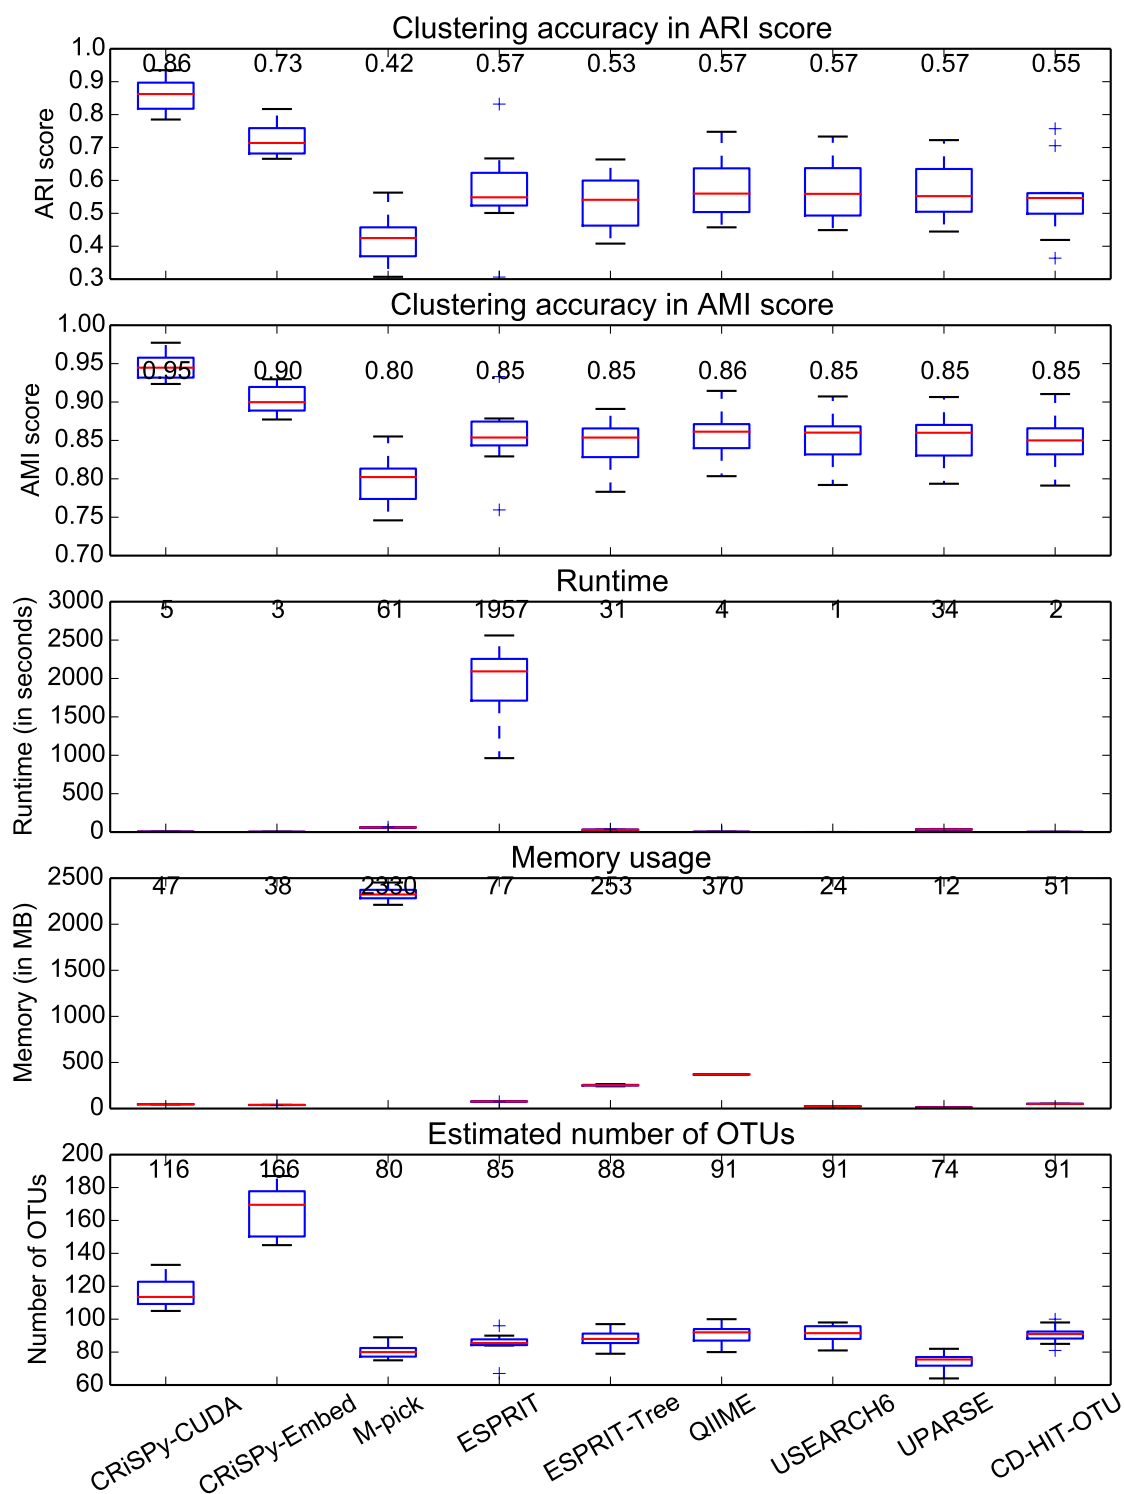 Clustering accuracy in ARI score
0.86 0.73 0.42 0.57 0.53 0.57 0.57 0.57 0.55
1.0
0.9
0.8
0.7
0.6
0.5
0.4
0.3
ARI score
Clustering accuracy in AMI score
0.95 0.90 0.80 0.85 0.85 0.86 0.85 0.85 0.85
1.00
0.95
0.90
0.85
0.80
0.75
0.70
AMI score
Runtime
5 3 61 1957 31 4 1 34 2
3000
2500
2000
1500
1000
500
0
Runtime (in seconds)
Memory usage
47 38 2330 77 253 370 24 12 51
2500
2000
1500
1000
500
0
Memory (in MB)
Estimated number of OTUs
116 166 80 85 88 91 91 74 91
200
180
160
140
120
100
80
60
Number of OTUs
CRiSPy-CUDA CRiSPy-Embed M-pick ESPRIT ESPRIT-Tree QIIME USEARCH6 UPARSE CD-HIT-OTU